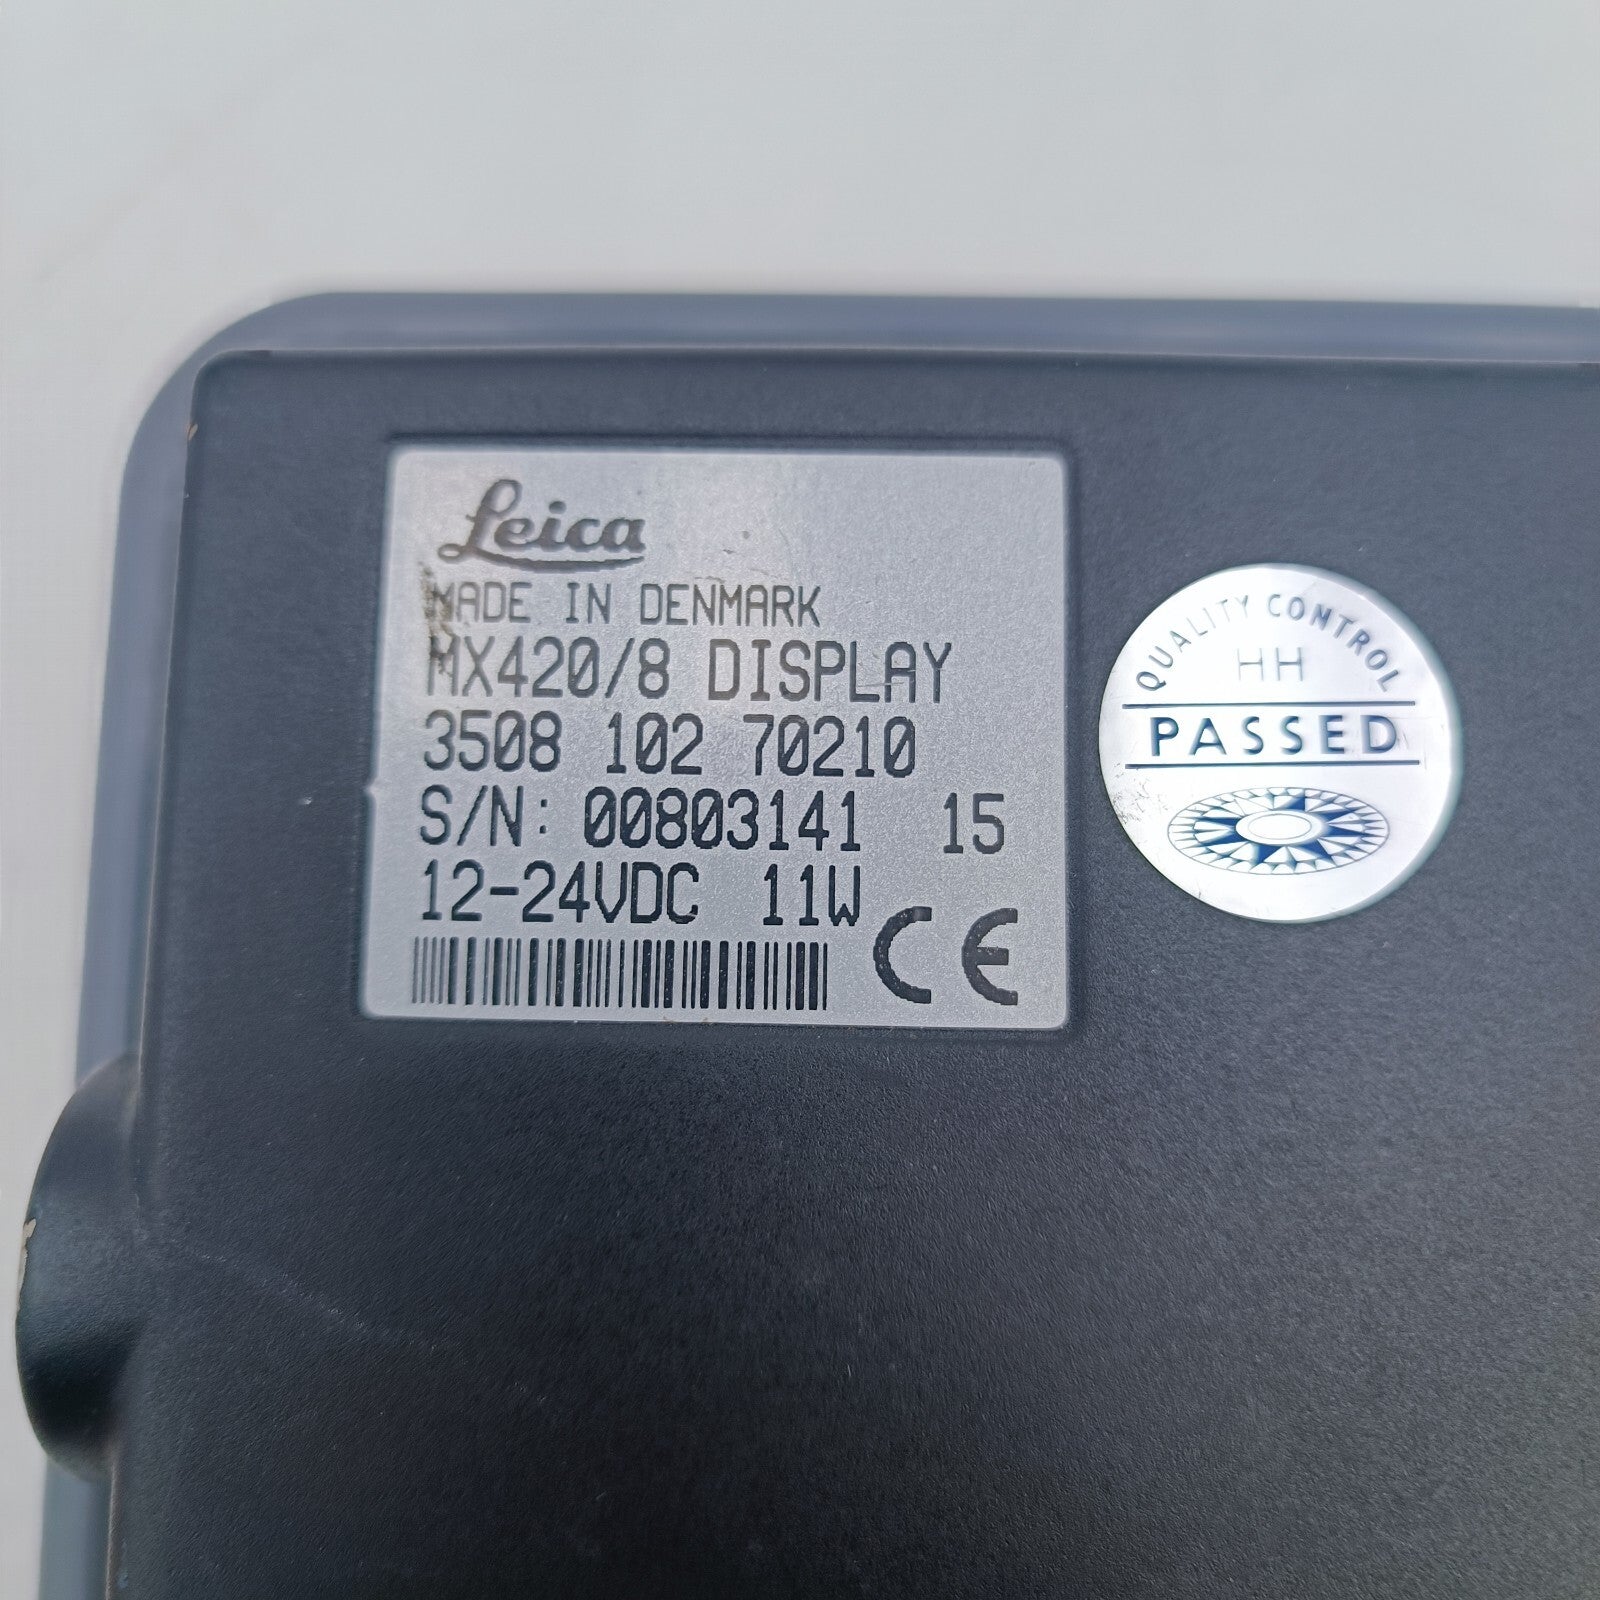 Leica
MADE IN DENMARK
MX420/8 DISPLAY
3508 102 70210
S/N: 00803141 15
12-24VDC 11W
CE
QUALITY CONTROL
HH
PASSED